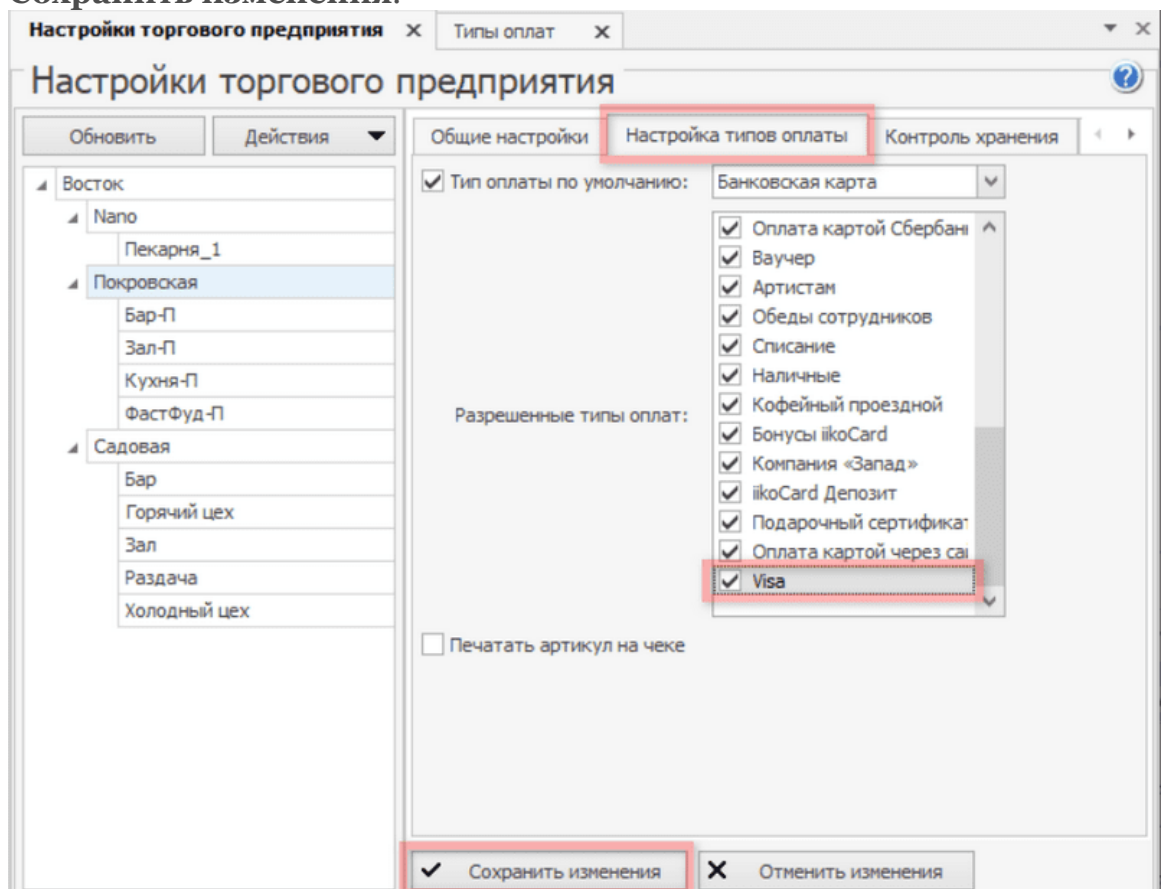 Сохранить изменения.
Настройки торгового предприятия
Типы оплат
Настройки торгового предприятия
Обновить
Действия
Восток
Nano
Пекарня_1
Покровская
Бар-П
Зал-П
Кухня-П
ФастФуд-П
Садовая
Бар
Горячий цех
Зал
Раздача
Холодный цех
Общие настройки
Настройка типов оплаты
Контроль хранения
Тип оплаты по умолчанию:
Банковская карта
Разрешенные типы оплат:
Оплата картой Сбербан
Ваучер
Артистам
Обеды сотрудников
Списание
Наличные
Кофейный проездной
Бонусы iikoCard
Компания «Запад»
iikoCard Депозит
Подарочный сертификат
Оплата картой через са
Visa
Печатать артикул на чеке
Сохранить изменения
Отменить изменения